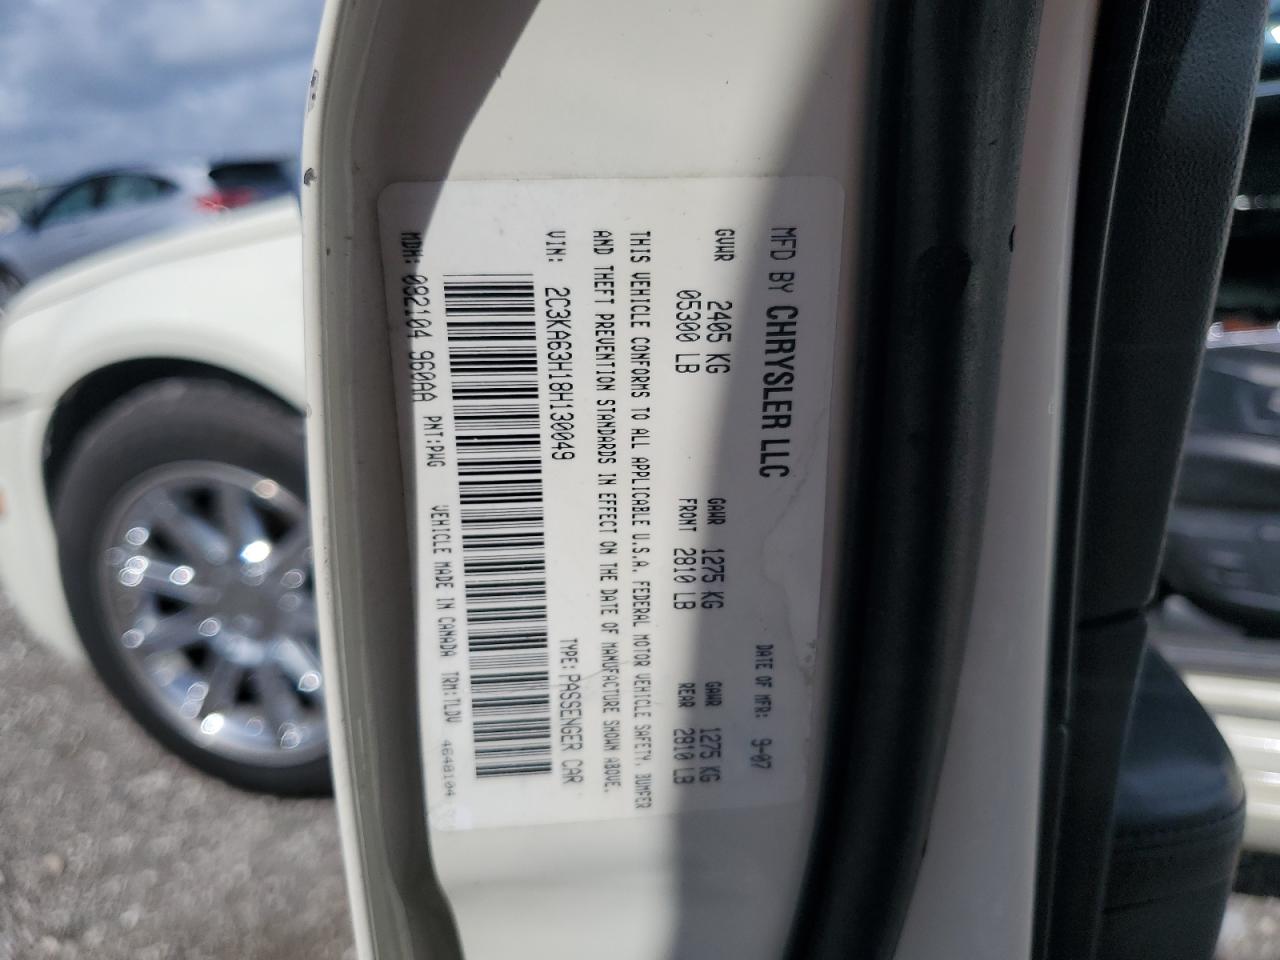 MFD BY CHRYSLER LLC DATE OF MFR: 9-07
GVWR 2405 KG GAWR 1275 KG GAWR 1275 KG
05300 LB FRONT 2810 LB REAR 2810 LB
THIS VEHICLE CONFORMS TO ALL APPLICABLE U.S.A. FEDERAL MOTOR VEHICLE SAFETY, BUMPER
AND THEFT PREVENTION STANDARDS IN EFFECT ON THE DATE OF MANUFACTURE SHOWN ABOVE.
VIN: 2C3KA63H18H130049 TYPE: PASSENGER CAR
MDH: 092104 960AA PNT:PWG VEHICLE MADE IN CANADA TRM:TLDV 4648104